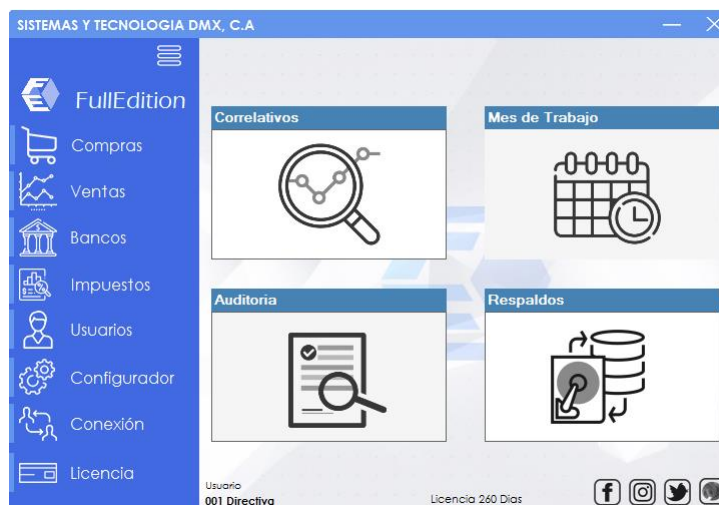 SISTEMAS Y TECNOLOGIA DMX, C.A
FullEdition
Compras
Ventas
Bancos
Impuestos
Usuarios
Configurador
Conexión
Licencia
Correlativos
Mes de Trabajo
Auditoria
Respaldos
Usuario
001 Directiva
Licencia 260 Dias